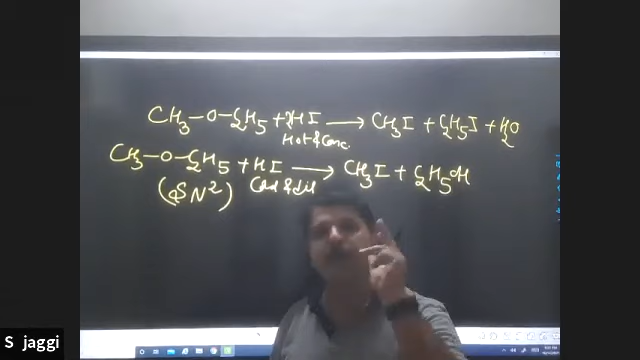 CH3-O-C2H5 + 2HI → CH3I + C2H5I + H2O
Hot & Conc.
CH3-O-C2H5 + HI → CH3I + C2H5OH
(SN2) Cold & dil
S jaggi